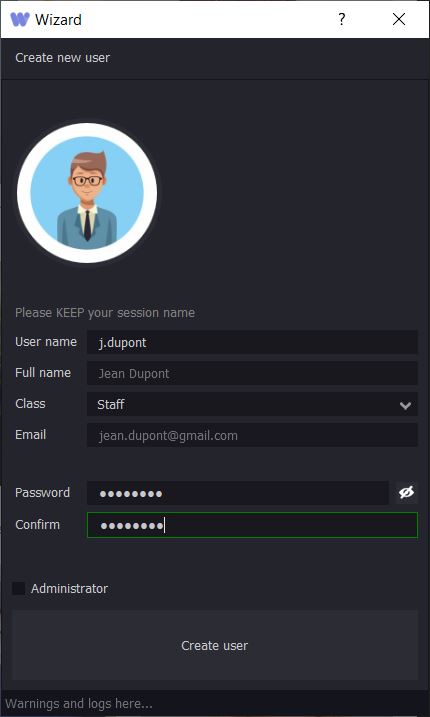 Wizard ?
Create new user
Please KEEP your session name
User name j.dupont
Full name Jean Dupont
Class Staff
Email jean.dupont@gmail.com
Password ●●●●●●●●
Confirm ●●●●●●●●
Administrator
Create user
Warnings and logs here...